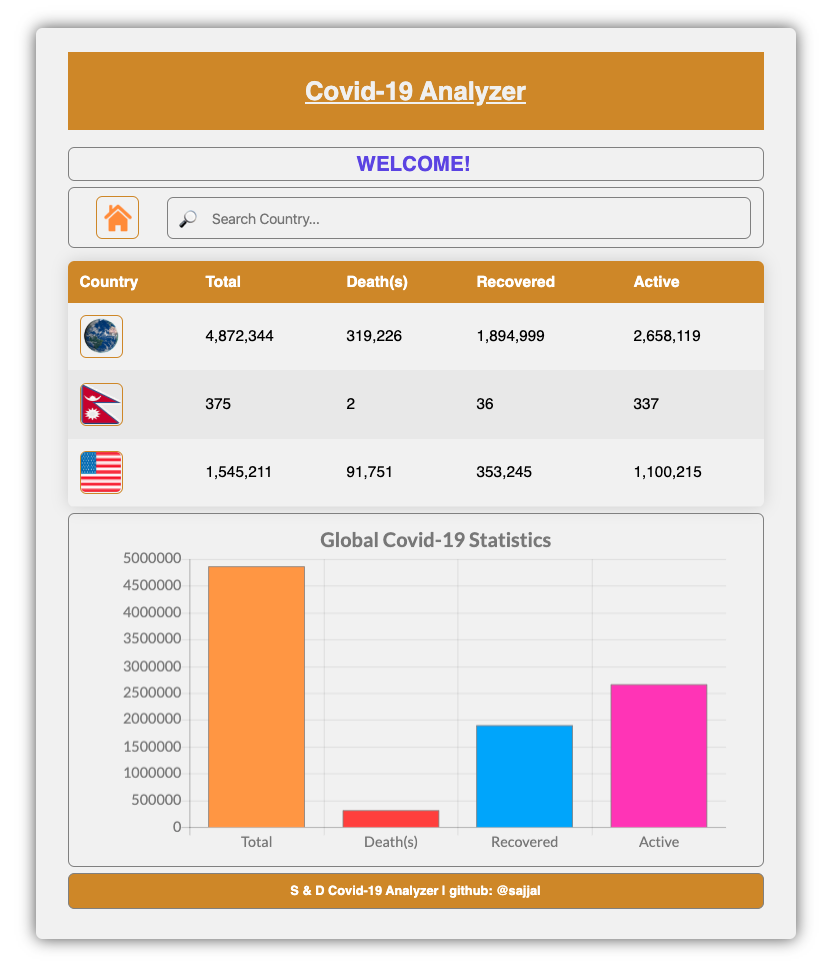 Covid-19 Analyzer
WELCOME!
Search Country...
Country Total Death(s) Recovered Active
4,872,344 319,226 1,894,999 2,658,119
375 2 36 337
1,545,211 91,751 353,245 1,100,215
Global Covid-19 Statistics
5000000
4500000
4000000
3500000
3000000
2500000
2000000
1500000
1000000
500000
0
Total Death(s) Recovered Active
S & D Covid-19 Analyzer | github: @sajjal